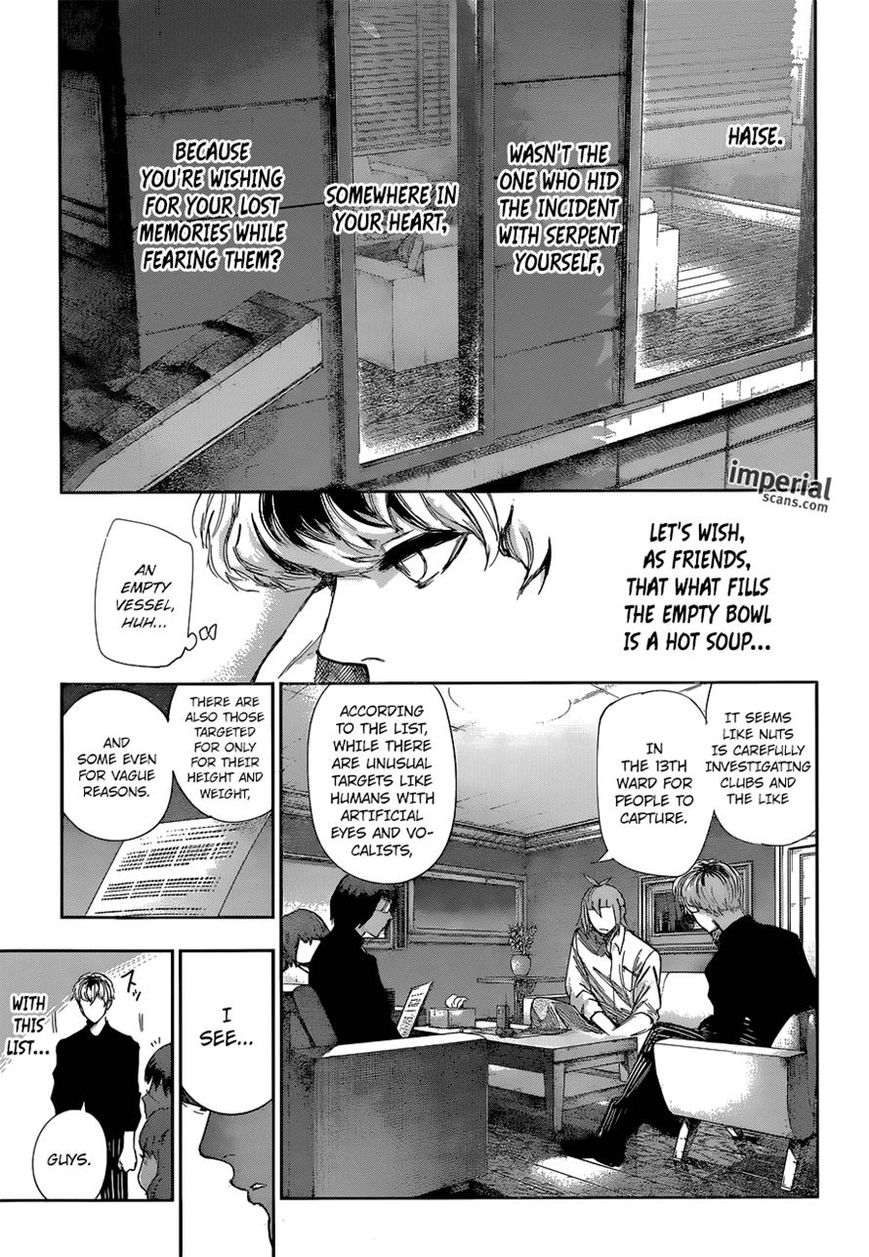 HAISE.
WASN'T THE
ONE WHO HID
THE INCIDENT
WITH SERPENT
YOURSELF,
SOMEWHERE IN
YOUR HEART,
BECAUSE
YOU'RE WISHING
FOR YOUR LOST
MEMORIES WHILE
FEARING THEM?
imperial
scans.com
LET'S WISH,
AS FRIENDS,
THAT WHAT FILLS
THE EMPTY BOWL
IS A HOT SOUP...
AN
EMPTY
VESSEL,
HUH...
IT SEEMS
LIKE NUTS
IS CAREFULLY
INVESTIGATING
CLUBS AND
THE LIKE
IN
THE 13TH
WARD FOR
PEOPLE TO
CAPTURE.
ACCORDING
TO THE LIST,
WHILE THERE
ARE UNUSUAL
TARGETS LIKE
HUMANS WITH
ARTIFICIAL
EYES AND VO-
CALISTS,
THERE ARE
ALSO THOSE
TARGETED
FOR ONLY
FOR THEIR
HEIGHT AND
WEIGHT,
AND
SOME EVEN
FOR VAGUE
REASONS.
I
SEE...
ズッ
WITH
THIS
LIST...
GUYS.